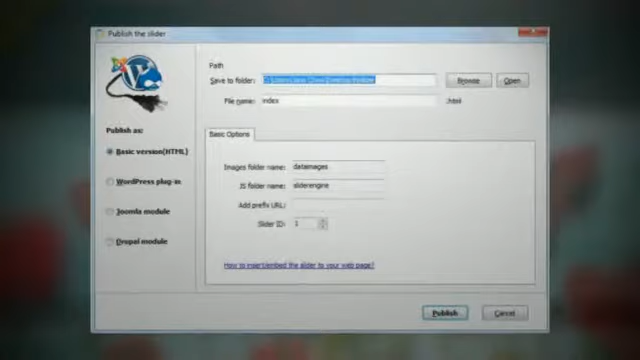 Publish the slider
Path
Save to folder:
Browse
Open
File name:
index
.html
Publish as:
Basic version(HTML)
WordPress plug-in
Joomla module
Drupal module
Basic Options
Images folder name:
dataimages
JS folder name:
sliderengine
Add prefix URL:
Slider ID:
1
How to insert/embed the slider to your web page?
Publish
Cancel